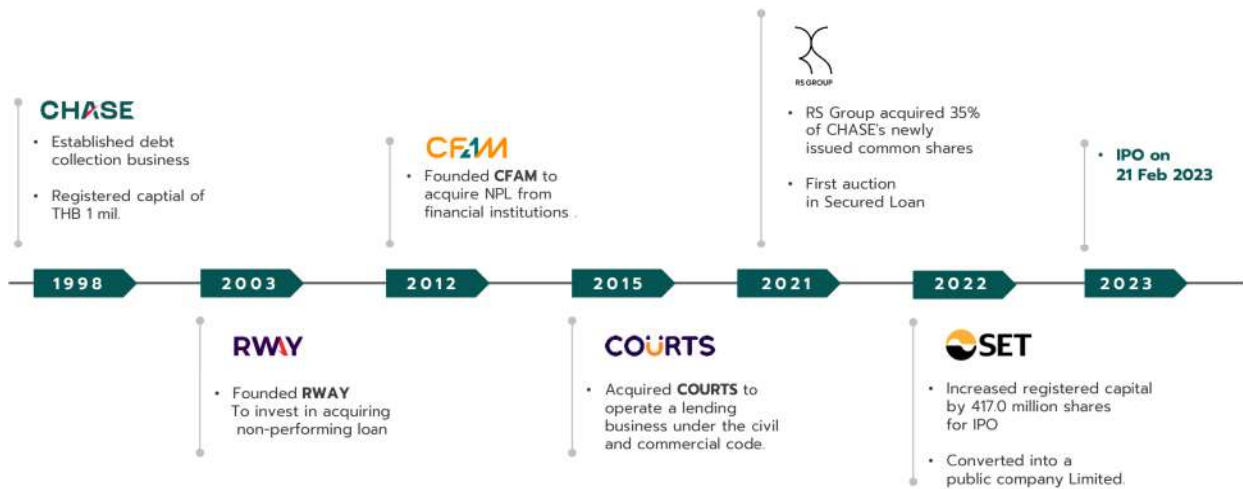 CHASE
• Established debt
collection business
• Registered captial of
THB 1 mil.
CFAM
• Founded CFAM to
acquire NPL from
financial institutions .
RS GROUP
• RS Group acquired 35%
of CHASE's newly
issued common shares
• First auction
in Secured Loan
• IPO on
21 Feb 2023
1998
2003
2012
2015
2021
2022
2023
RWAY
• Founded RWAY
To invest in acquiring
non-performing loan
COURTS
• Acquired COURTS to
operate a lending
business under the civil
and commercial code.
SET
• Increased registered capital
by 417.0 million shares
for IPO
• Converted into a
public company Limited.